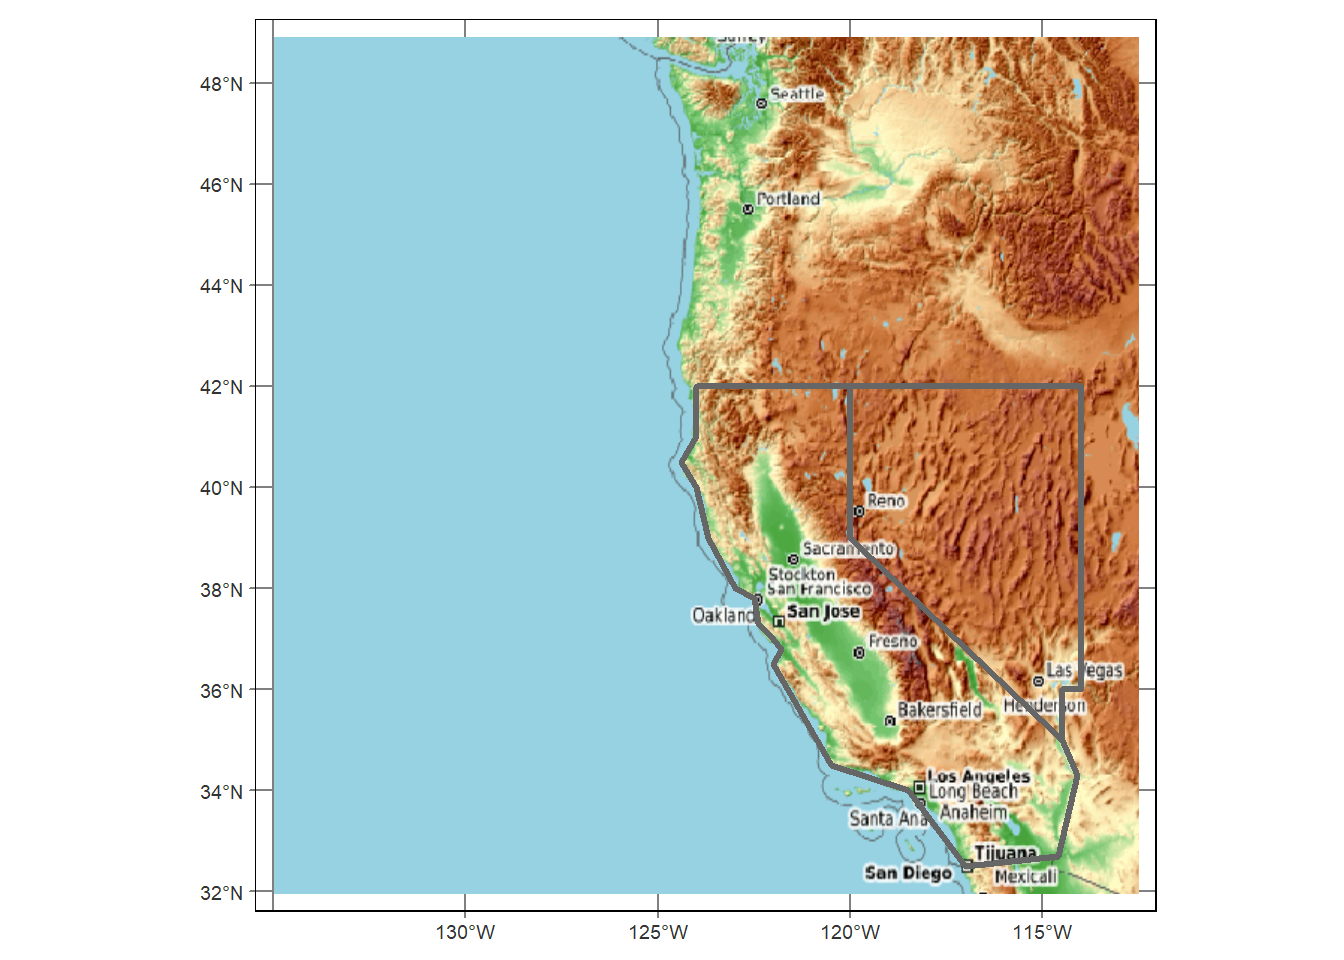 Surrey
48°N
Seattle
46°N
Portland
44°N
42°N
40°N
Reno
Sacramento
38°N
Stockton
San Francisco
Oakland
San Jose
Fresno
36°N
Las Vegas
Henderson
Bakersfield
34°N
Los Angeles
Long Beach
Anaheim
Santa Ana
Tijuana
San Diego
Mexicali
32°N
130°W
125°W
120°W
115°W